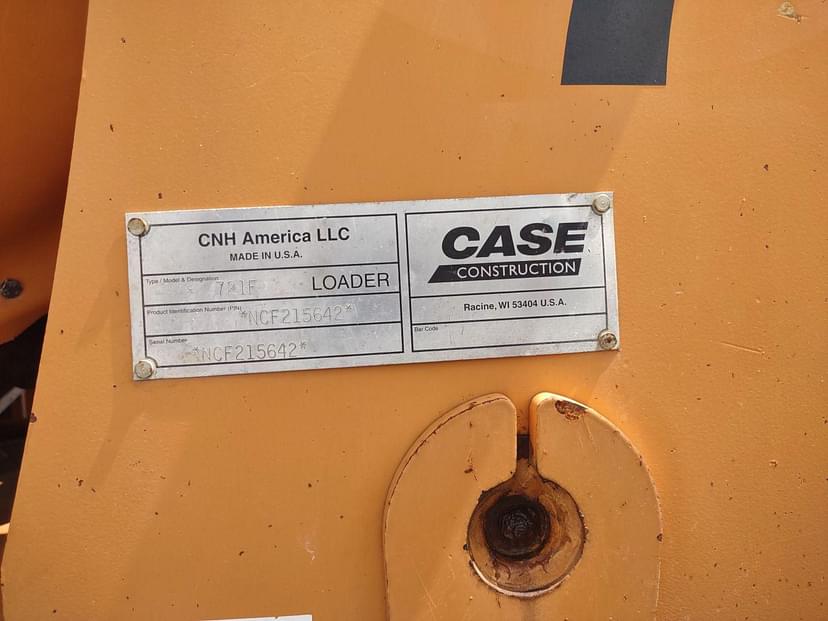 CNH America LLC
MADE IN U.S.A.
Type / Model & Designation
721F LOADER
Product Identification Number (PIN)
*NCF215642*
Serial Number
*NCF215642*
CASE
CONSTRUCTION
Racine, WI 53404 U.S.A.
Bar Code